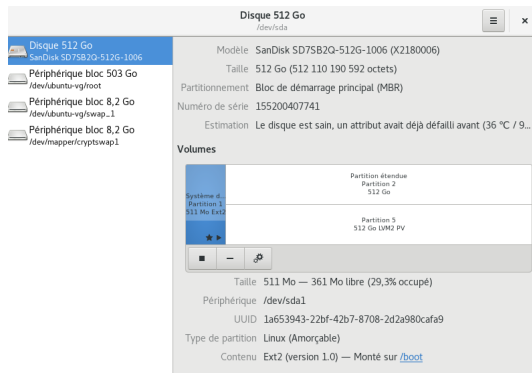 Disque 512 Go
/dev/sda
Disque 512 Go
SanDisk SD7SB2Q-512G-1006
Périphérique bloc 503 Go
/dev/ubuntu-vg/root
Périphérique bloc 8,2 Go
/dev/ubuntu-vg/swap_1
Périphérique bloc 8,2 Go
/dev/mapper/cryptswap1
Modèle SanDisk SD7SB2Q-512G-1006 (X2180006)
Taille 512 Go (512 110 190 592 octets)
Partitionnement Bloc de démarrage principal (MBR)
Numéro de série 155200407741
Estimation Le disque est sain, un attribut avait déjà défailli avant (36 °C / 9...
Volumes
Système d...
Partition 1
511 Mo Ext2
Partition étendue
Partition 2
512 Go
Partition 5
512 Go LVM2 PV
Taille 511 Mo — 361 Mo libre (29,3% occupé)
Périphérique /dev/sda1
UUID 1a653943-22bf-42b7-8708-2d2a980cafa9
Type de partition Linux (Amorçable)
Contenu Ext2 (version 1.0) — Monté sur /boot